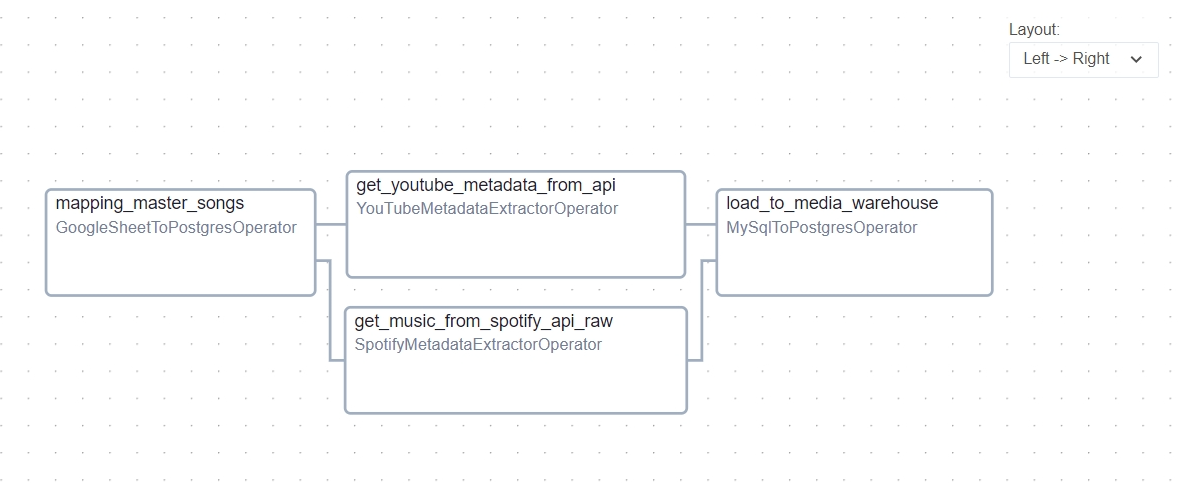 Layout:
Left -> Right
mapping_master_songs
GoogleSheetToPostgresOperator
get_youtube_metadata_from_api
YouTubeMetadataExtractorOperator
get_music_from_spotify_api_raw
SpotifyMetadataExtractorOperator
load_to_media_warehouse
MySqlToPostgresOperator